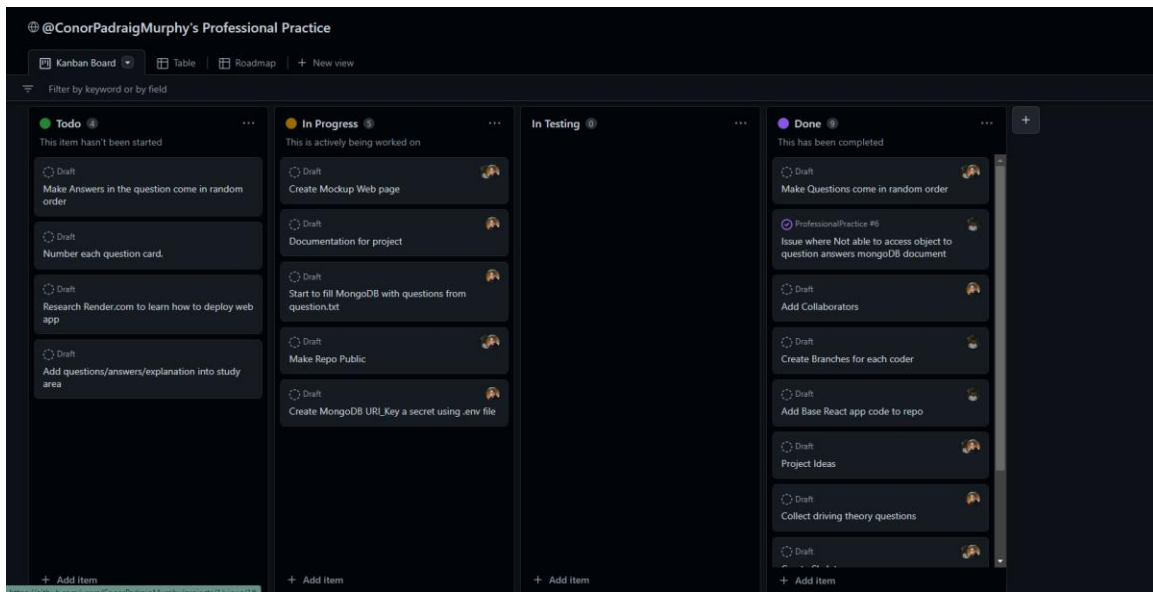 @ConorPadraigMurphy's Professional Practice
Kanban Board
Table
Roadmap
+ New view
Filter by keyword or by field
Todo 4
This item hasn't been started
Draft
Make Answers in the question come in random
order
Draft
Number each question card.
Draft
Research Render.com to learn how to deploy web
app
Draft
Add questions/answers/explanation into study
area
+ Add item
In Progress 5
This is actively being worked on
Draft
Create Mockup Web page
Draft
Documentation for project
Draft
Start to fill MongoDB with questions from
question.txt
Draft
Make Repo Public
Draft
Create MongoDB URI_Key a secret using .env file
+ Add item
In Testing 0
+ Add item
Done 9
This has been completed
Draft
Make Questions come in random order
ProfessionalPractice #6
Issue where Not able to access object to
question answers mongoDB document
Draft
Add Collaborators
Draft
Create Branches for each coder
Draft
Add Base React app code to repo
Draft
Project Ideas
Draft
Collect driving theory questions
Draft
+ Add item